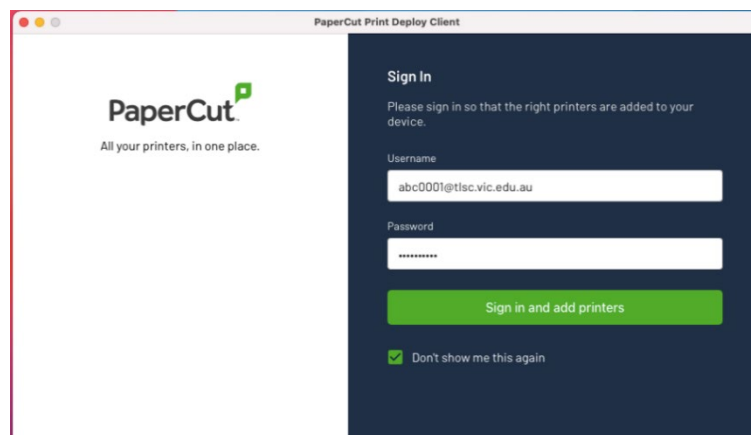 PaperCut Print Deploy Client
PaperCut
All your printers, in one place.
Sign In
Please sign in so that the right printers are added to your
device.
Username
abc0001@tlsc.vic.edu.au
Password
••••••••••
Sign in and add printers
Don't show me this again